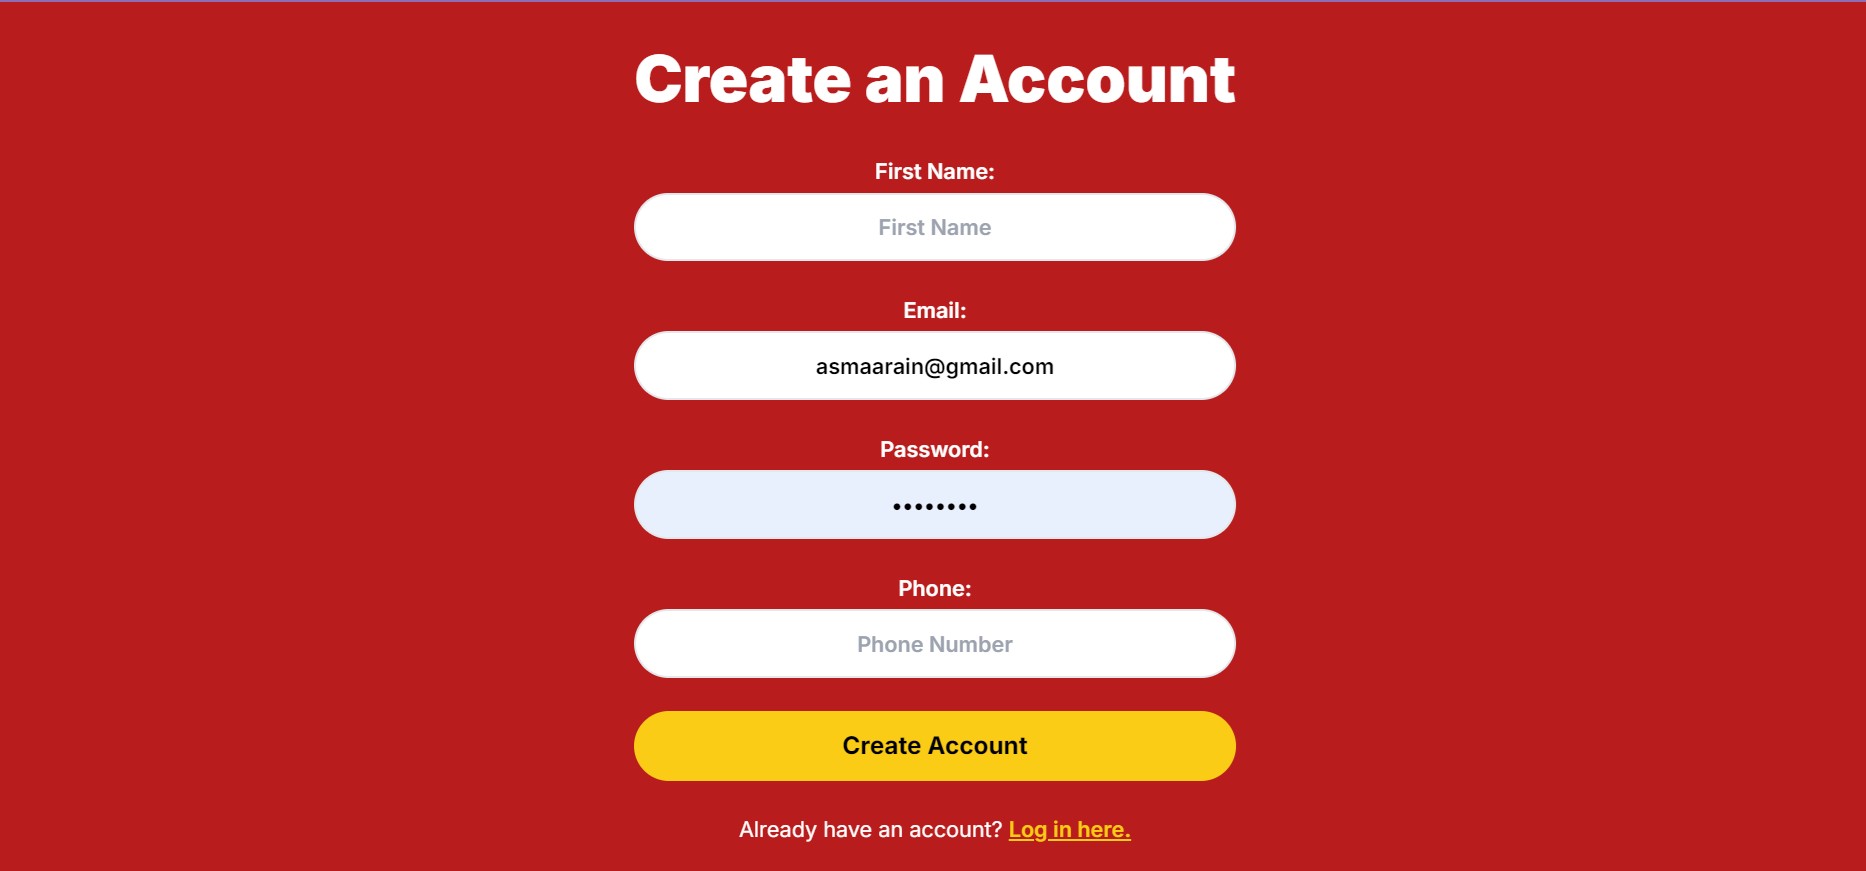 Create an Account
First Name:
First Name
Email:
asmaarain@gmail.com
Password:
••••••••
Phone:
Phone Number
Create Account
Already have an account? Log in here.